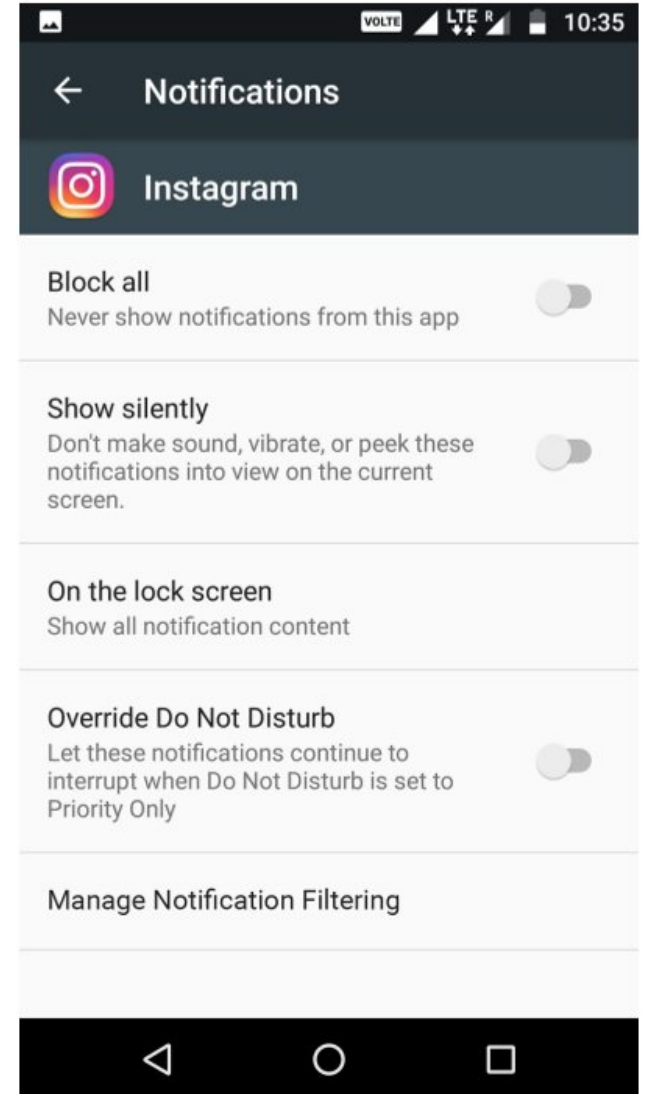 VOLTE LTE R 10:35
Notifications
Instagram
Block all
Never show notifications from this app
Show silently
Don't make sound, vibrate, or peek these
notifications into view on the current
screen.
On the lock screen
Show all notification content
Override Do Not Disturb
Let these notifications continue to
interrupt when Do Not Disturb is set to
Priority Only
Manage Notification Filtering